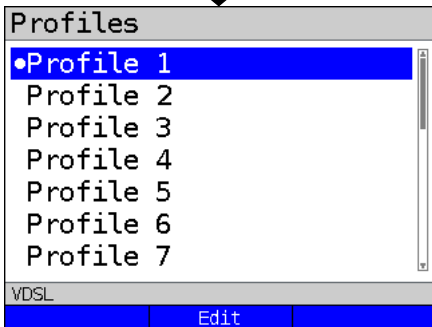 Profiles
●Profile 1
Profile 2
Profile 3
Profile 4
Profile 5
Profile 6
Profile 7
VDSL
Edit